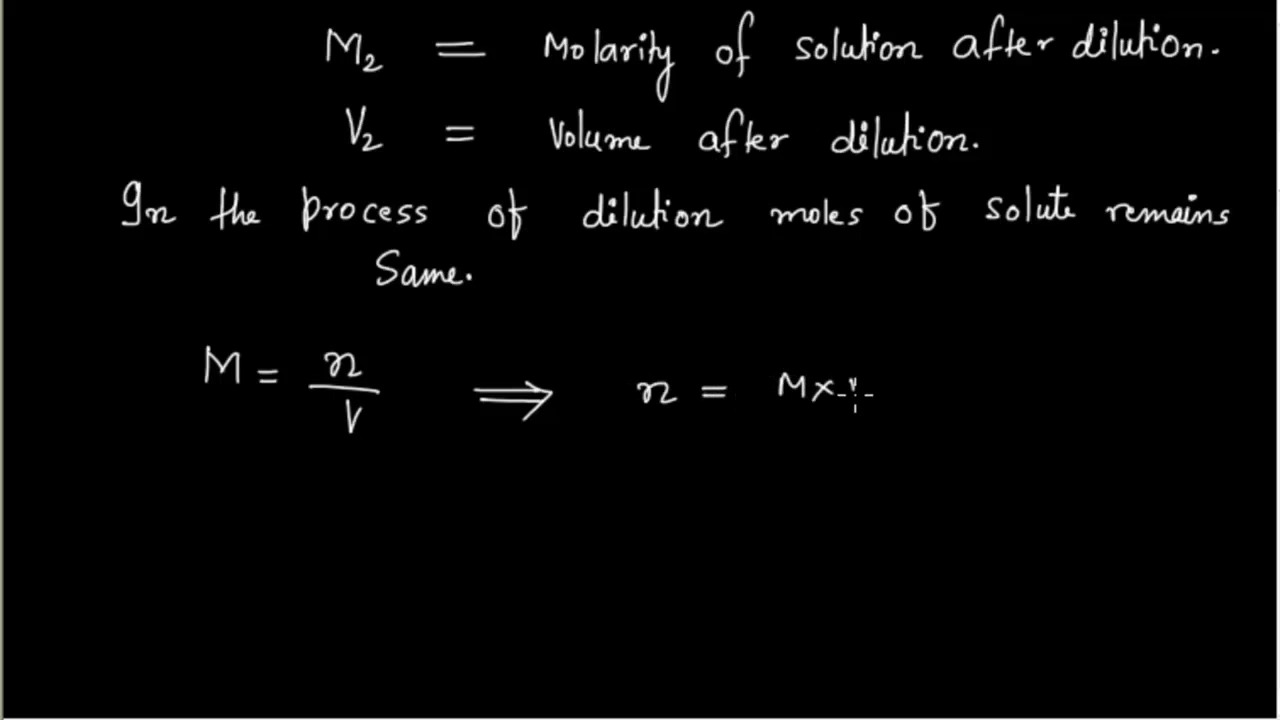 M₂ = Molarity of solution after dilution.
V₂ = Volume after dilution.
In the process of dilution moles of solute remains
Same.
M = n / V ⟹ n = M×